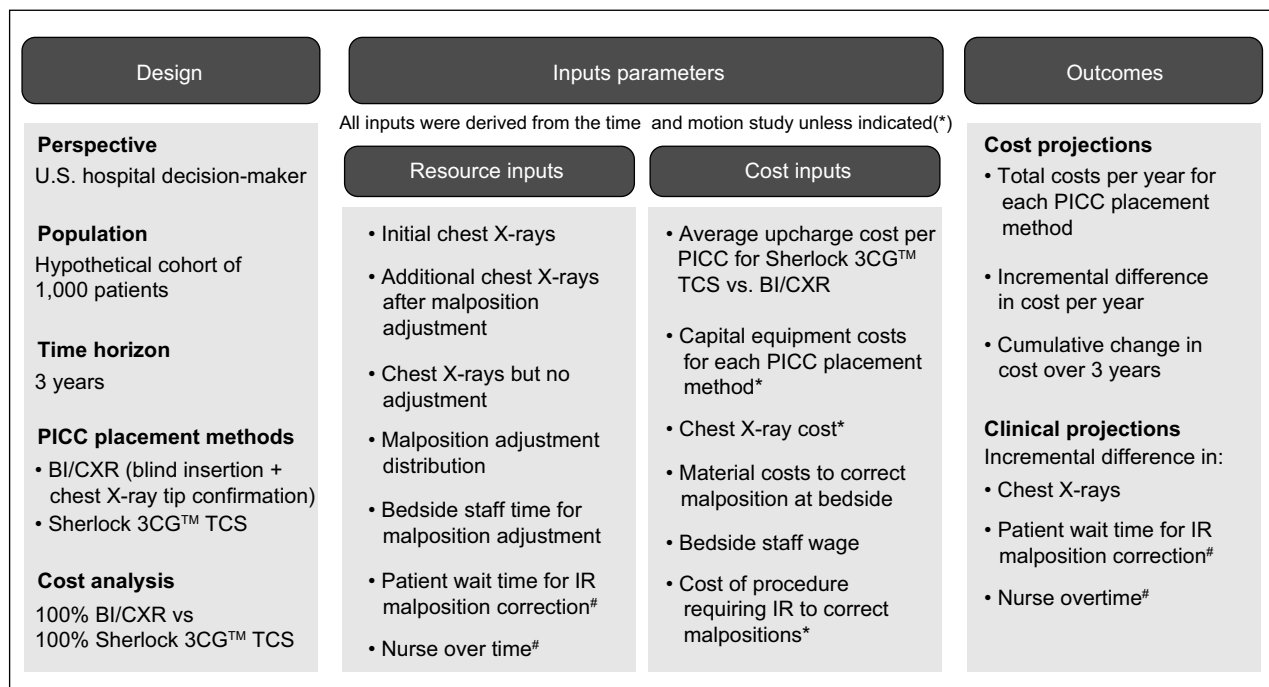 Design
Perspective
U.S. hospital decision-maker
Population
Hypothetical cohort of
1,000 patients
Time horizon
3 years
PICC placement methods
• BI/CXR (blind insertion +
chest X-ray tip confirmation)
• Sherlock 3CG™ TCS
Cost analysis
100% BI/CXR vs
100% Sherlock 3CG™ TCS
Inputs parameters
All inputs were derived from the time and motion study unless indicated(*)
Resource inputs
• Initial chest X-rays
• Additional chest X-rays
after malposition
adjustment
• Chest X-rays but no
adjustment
• Malposition adjustment
distribution
• Bedside staff time for
malposition adjustment
• Patient wait time for IR
malposition correction#
• Nurse over time#
Cost inputs
• Average upcharge cost per
PICC for Sherlock 3CG™
TCS vs. BI/CXR
• Capital equipment costs
for each PICC placement
method*
• Chest X-ray cost*
• Material costs to correct
malposition at bedside
• Bedside staff wage
• Cost of procedure
requiring IR to correct
malpositions*
Outcomes
Cost projections
• Total costs per year for
each PICC placement
method
• Incremental difference
in cost per year
• Cumulative change in
cost over 3 years
Clinical projections
Incremental difference in:
• Chest X-rays
• Patient wait time for IR
malposition correction#
• Nurse overtime#